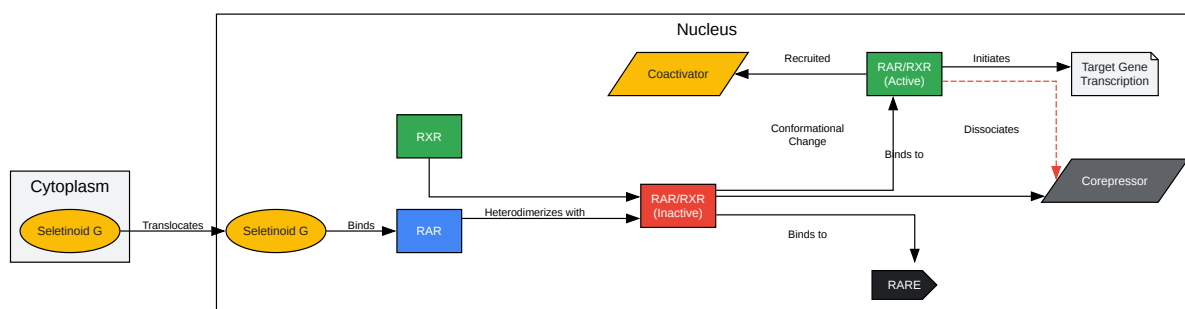 Nucleus
Recruited
Initiates
Coactivator
RAR/RXR
(Active)
Target Gene
Transcription
RXR
Conformational
Change
Dissociates
Binds to
Cytoplasm
RAR/RXR
(Inactive)
Corepressor
Seletinoid G
Translocates
Seletinoid G
Binds
RAR
Heterodimerizes with
Binds to
RARE